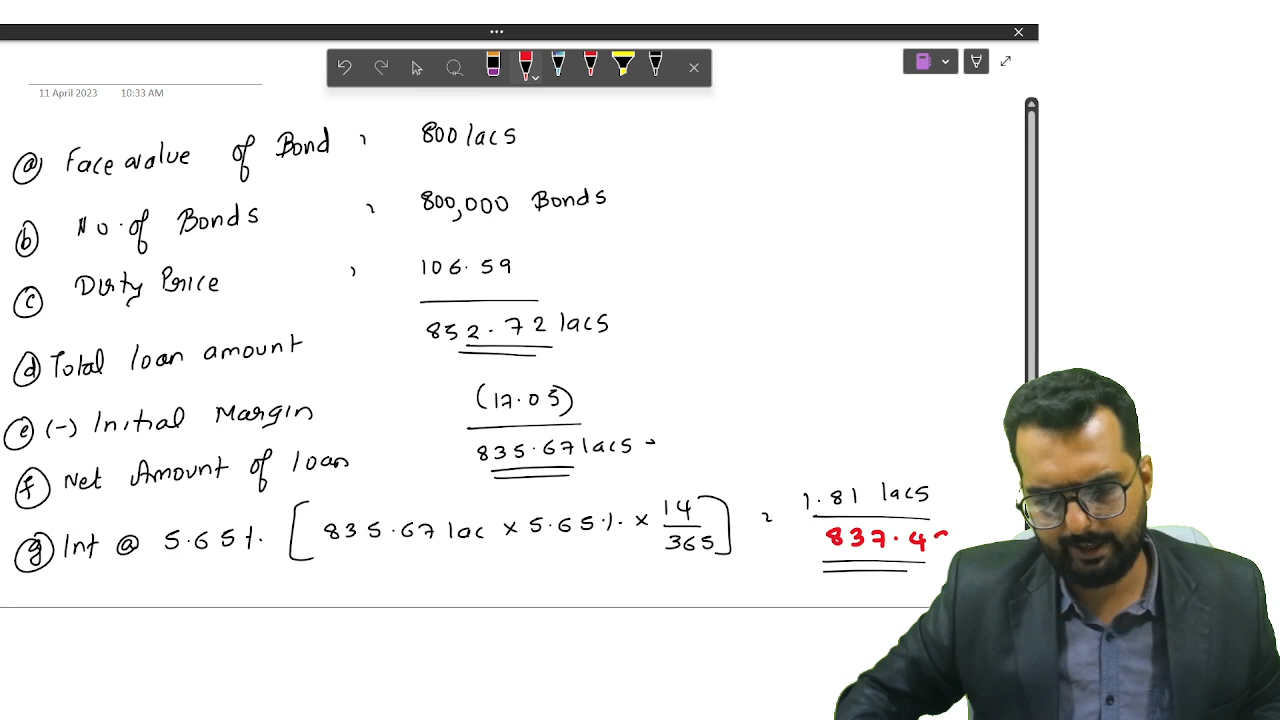 11 April 2023 10:33 AM
(a) Face value of Bond : 800 lacs
(b) No. of Bonds : 800,000 Bonds
(c) Dirty Price : 106.59
(d) Total loan amount 852.72 lacs
(e) (-) Initial Margin (17.05)
(f) Net Amount of loan 835.67 lacs
(g) Int @ 5.65% [835.67 lac × 5.65% × 14/365] = 1.81 lacs
837.4